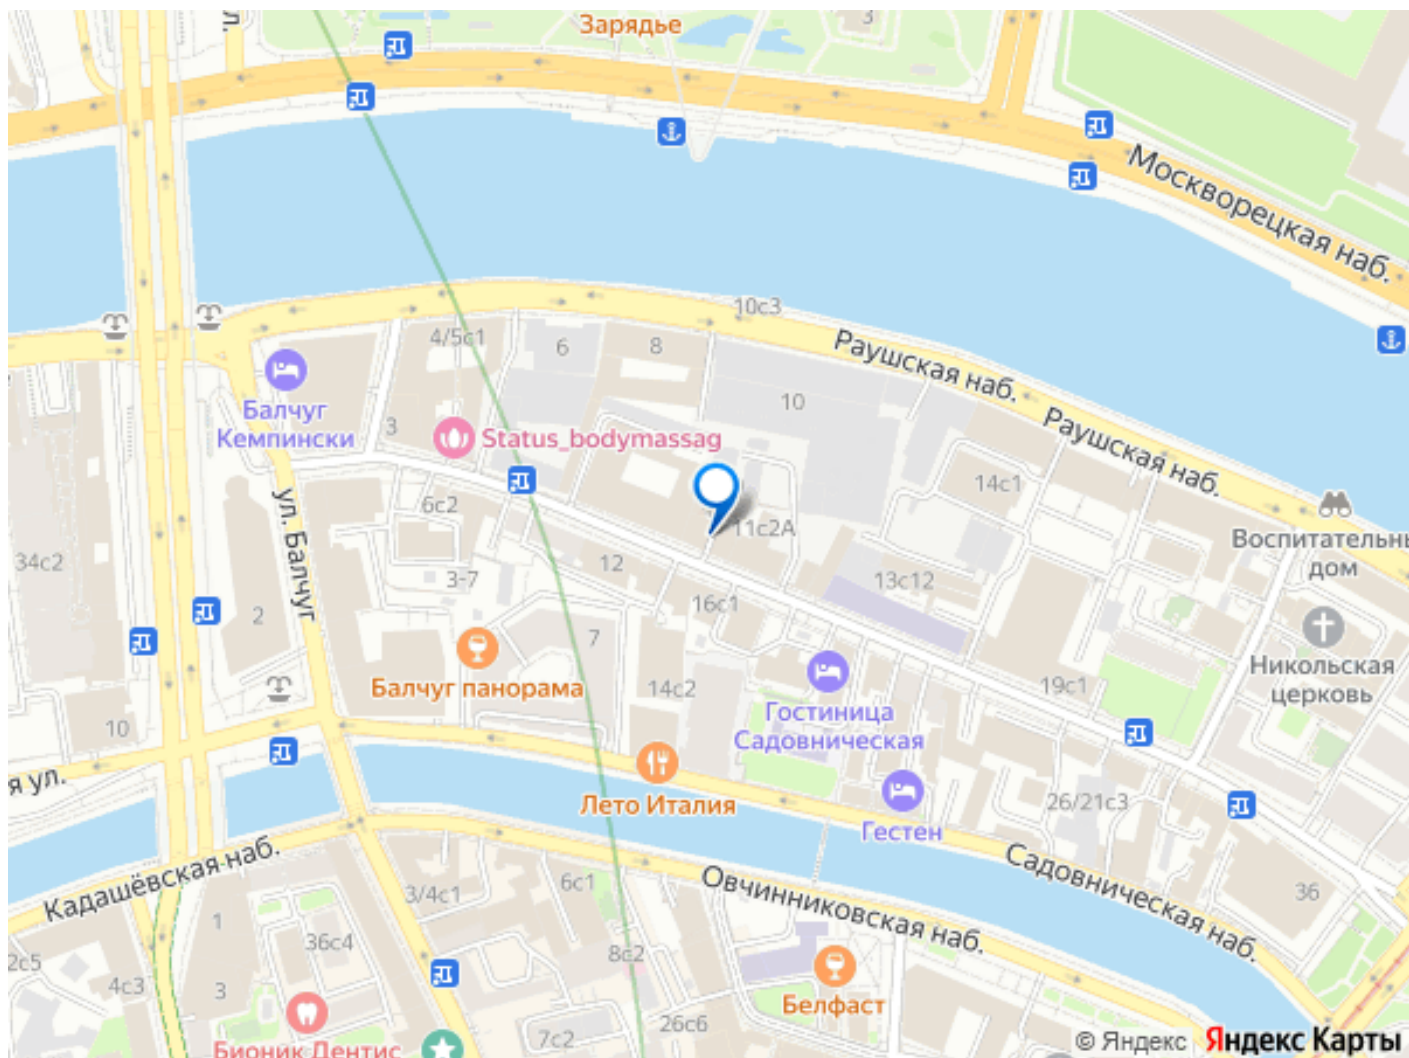 Зарядье
3
ул.
Москворецкая наб.
10с3
4/5с1
6
8
Раушская наб.
Раушская наб.
10
Балчуг
Кемпински
3
Status_bodymassag
6с2
14с1
11с2А
ул. Балчуг
Воспитательны
дом
34с2
3-7
12
13с12
16с1
2
7
Никольская
церковь
Балчуг панорама
14с2
19с1
10
Гостиница
Садовническая
я ул.
Лето Италия
26/21с3
Гестен
Кадашёвская наб.
3/4с1
6с1
Овчинниковская наб.
Садовническая наб.
36
1
36с4
2с5
4с3
3
8с2
Белфаст
26с6
7с2
Бионик Дентис
© Яндекс Яндекс Карты